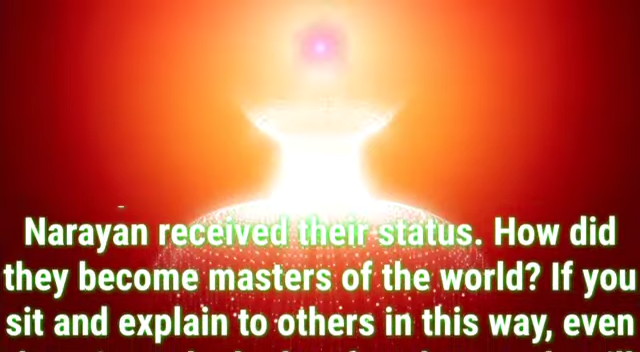 Narayan received their status. How did
they become masters of the world? If you
sit and explain to others in this way, even